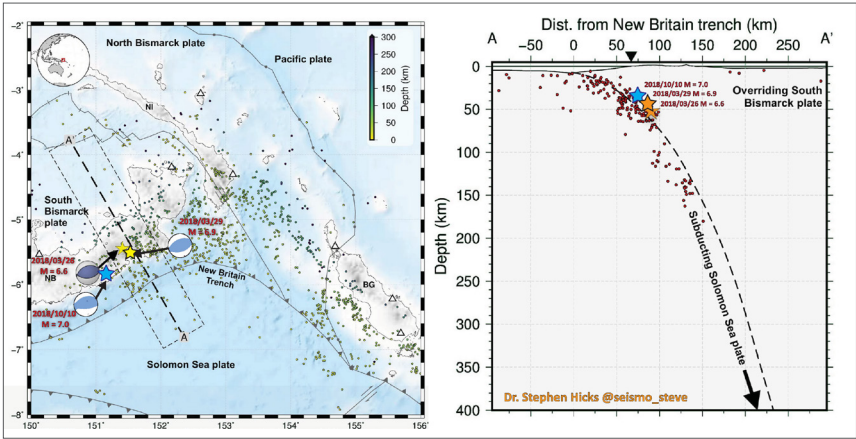 −2˚
−3˚
−4˚
−5˚
−6˚
−7˚
−8˚
150˚
151˚
152˚
153˚
154˚
155˚
156˚
North Bismarck plate
Pacific plate
300
250
200
150
100
50
0
Depth (km)
NI
A'
South
Bismarck
plate
2018/03/29
M = 6.9
2018/03/26
M = 6.6
NB
2018/10/10
M = 7.0
New Britain
Trench
BG
A
Solomon Sea plate
Dist. from New Britain trench (km)
A
−50
0
50
100
150
200
250
A'
0
50
100
150
200
250
300
350
400
Depth (km)
2018/10/10 M = 7.0
2018/03/29 M = 6.9
2018/03/26 M = 6.6
Overriding South
Bismarck plate
Subducting Solomon Sea plate
Dr. Stephen Hicks @seismo_steve